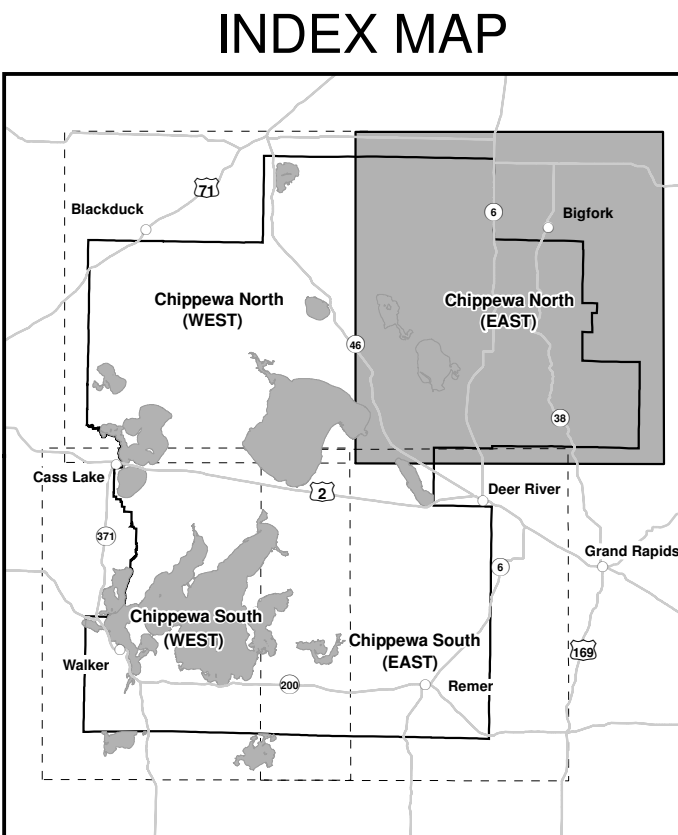 INDEX MAP
71
Blackduck
6
Bigfork
Chippewa North
(WEST)
Chippewa North
(EAST)
46
38
Cass Lake
2
Deer River
371
Grand Rapids
6
Chippewa South
(WEST)
Chippewa South
(EAST)
169
Walker
200
Remer